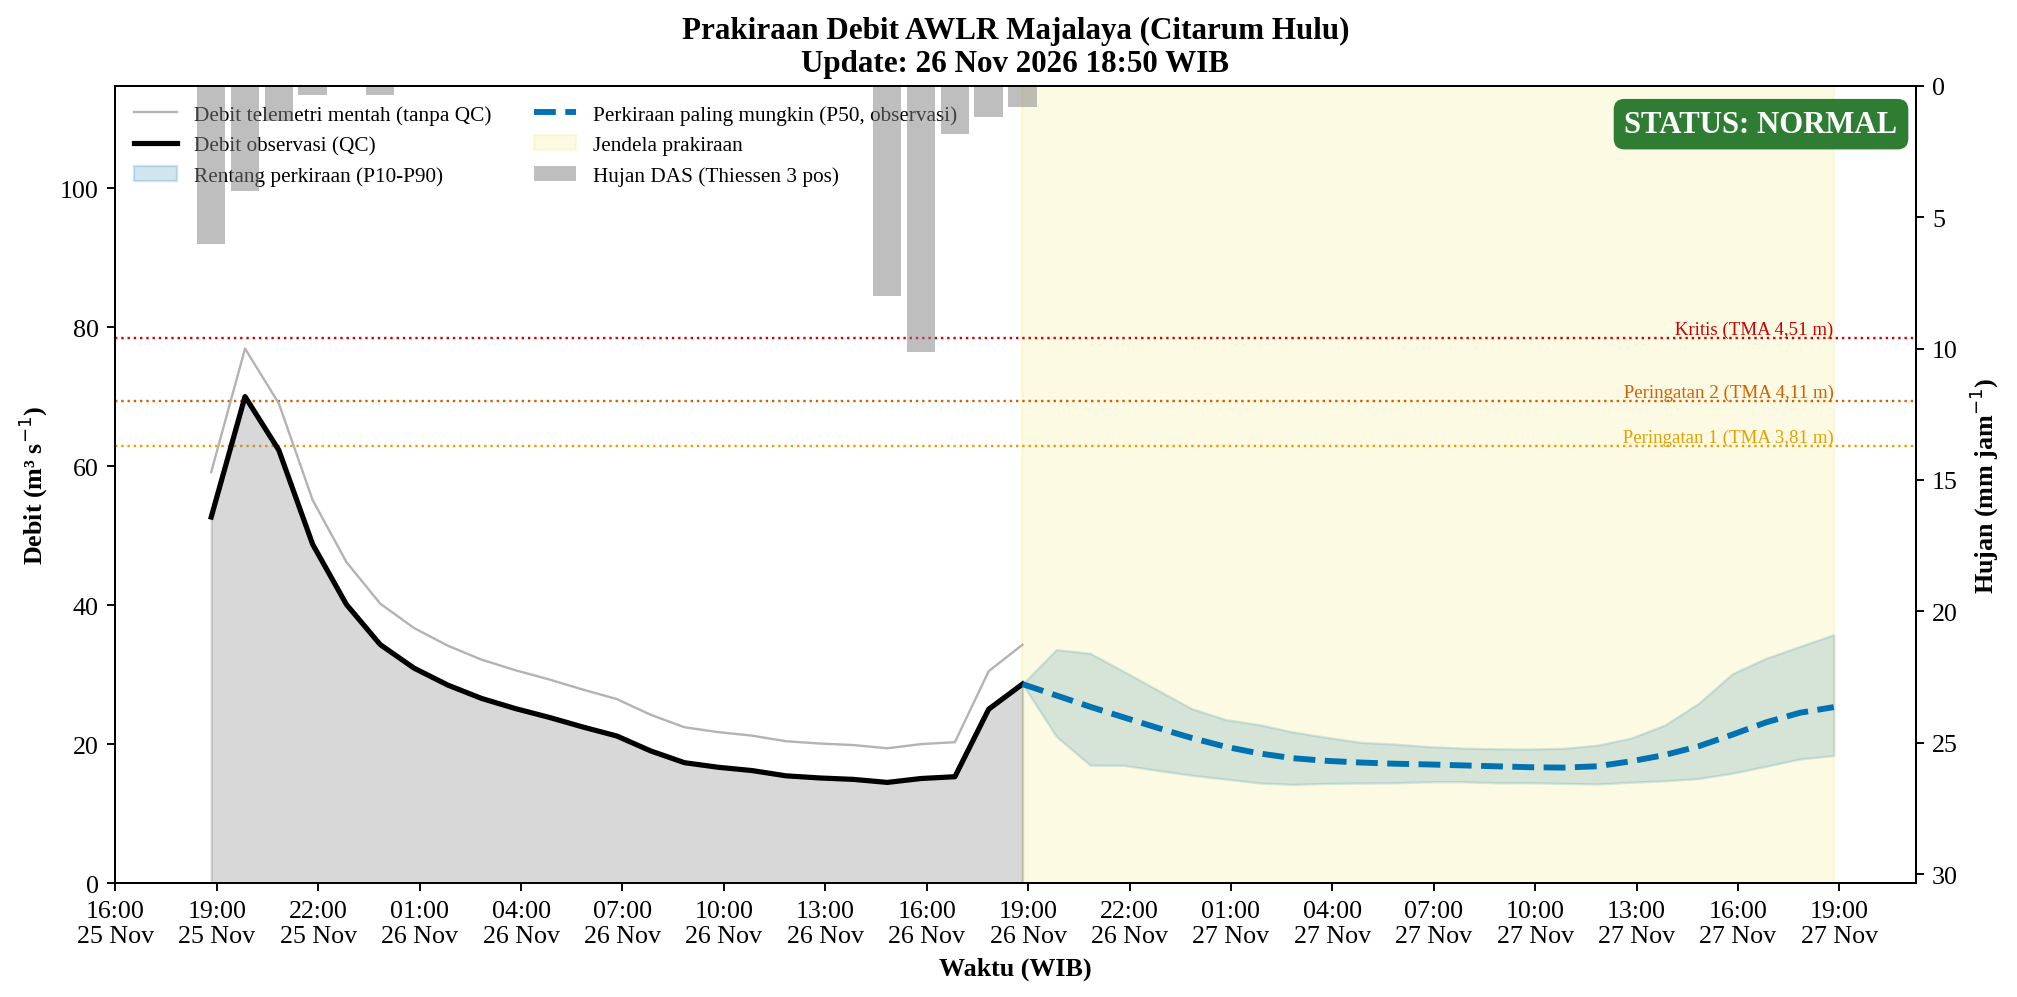 Prakiraan Debit AWLR Majalaya (Citarum Hulu)
Update: 26 Nov 2026 18:50 WIB
Debit telemetri mentah (tanpa QC)
Debit observasi (QC)
Rentang perkiraan (P10-P90)
Perkiraan paling mungkin (P50, observasi)
Jendela prakiraan
Hujan DAS (Thiessen 3 pos)
STATUS: NORMAL
Kritis (TMA 4,51 m)
Peringatan 2 (TMA 4,11 m)
Peringatan 1 (TMA 3,81 m)
Debit (m³ s⁻¹)
100
80
60
40
20
0
Hujan (mm jam⁻¹)
0
5
10
15
20
25
30
16:00 19:00 22:00 01:00 04:00 07:00 10:00 13:00 16:00 19:00 22:00 01:00 04:00 07:00 10:00 13:00 16:00 19:00
25 Nov 25 Nov 25 Nov 26 Nov 26 Nov 26 Nov 26 Nov 26 Nov 26 Nov 26 Nov 26 Nov 27 Nov 27 Nov 27 Nov 27 Nov 27 Nov 27 Nov 27 Nov
Waktu (WIB)